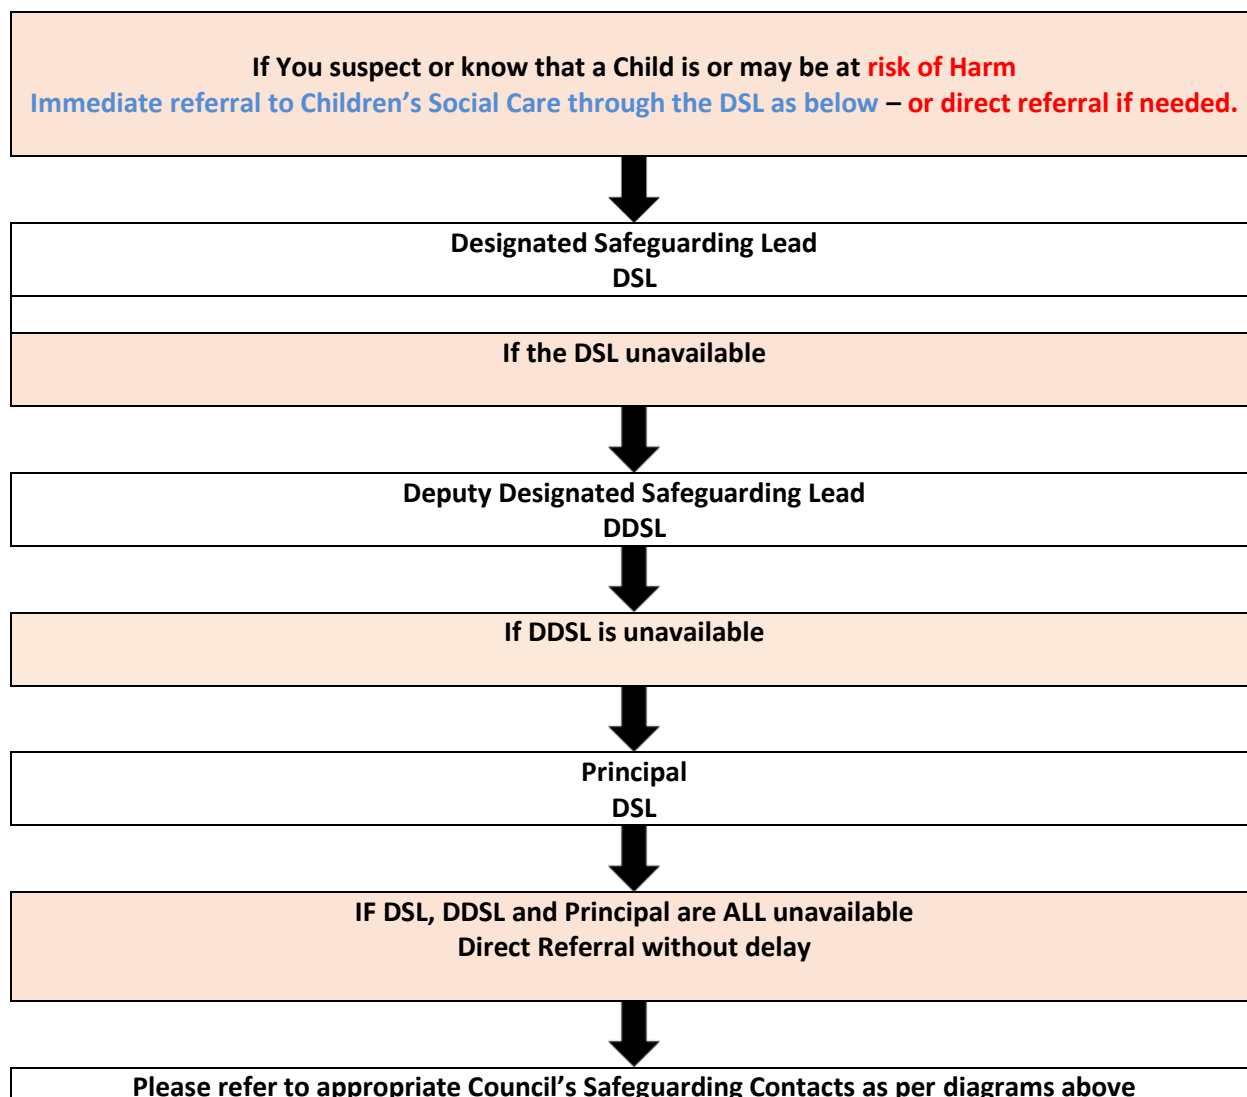 If You suspect or know that a Child is or may be at risk of Harm
Immediate referral to Children’s Social Care through the DSL as below – or direct referral if needed.
Designated Safeguarding Lead
DSL
If the DSL unavailable
Deputy Designated Safeguarding Lead
DDSL
If DDSL is unavailable
Principal
DSL
IF DSL, DDSL and Principal are ALL unavailable
Direct Referral without delay
Please refer to appropriate Council’s Safeguarding Contacts as per diagrams above